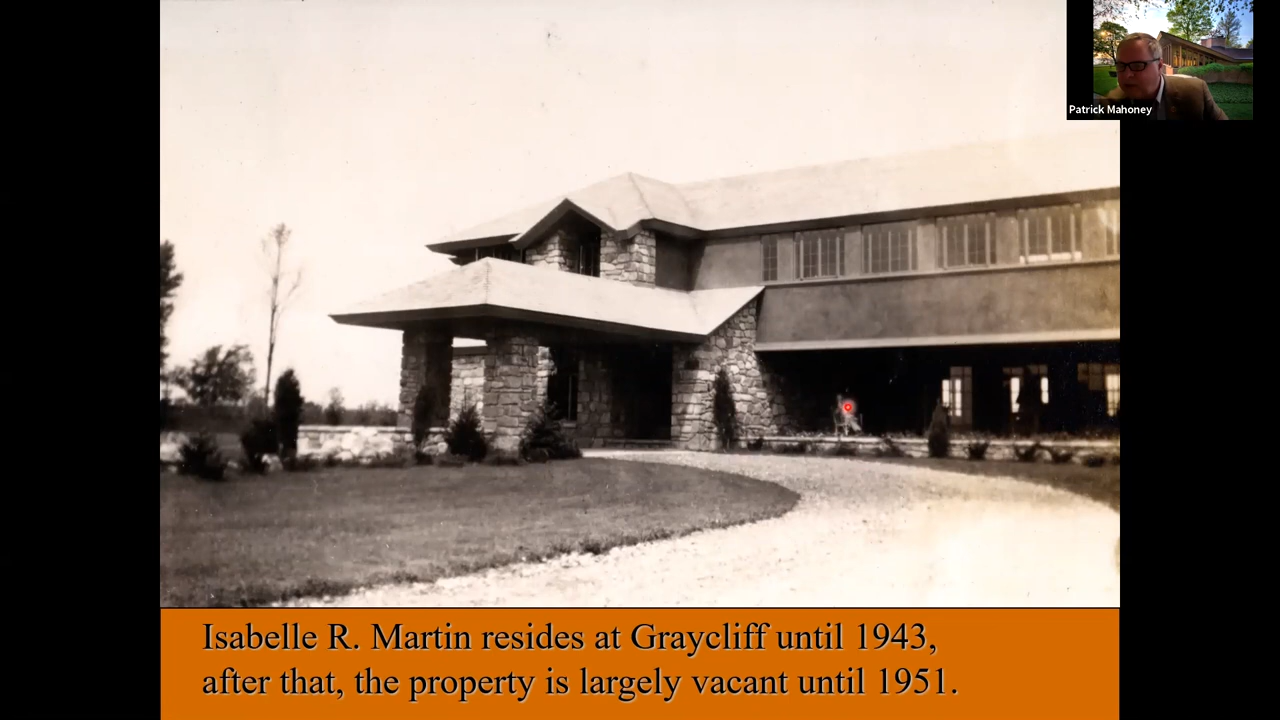 Patrick Mahoney
Isabelle R. Martin resides at Graycliff until 1943,
after that, the property is largely vacant until 1951.